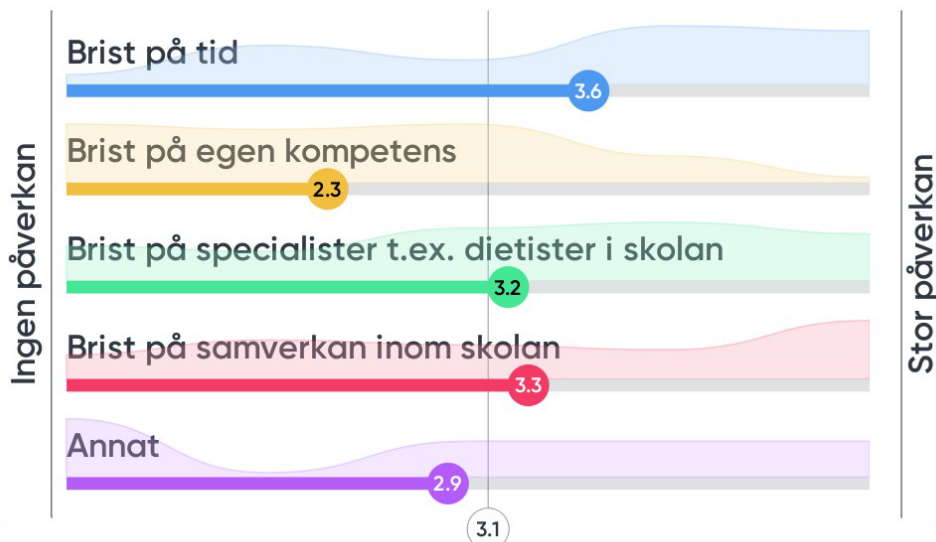 Ingen påverkan
Brist på tid
3.6
Brist på egen kompetens
2.3
Brist på specialister t.ex. dietister i skolan
3.2
Brist på samverkan inom skolan
3.3
Annat
2.9
3.1
Stor påverkan